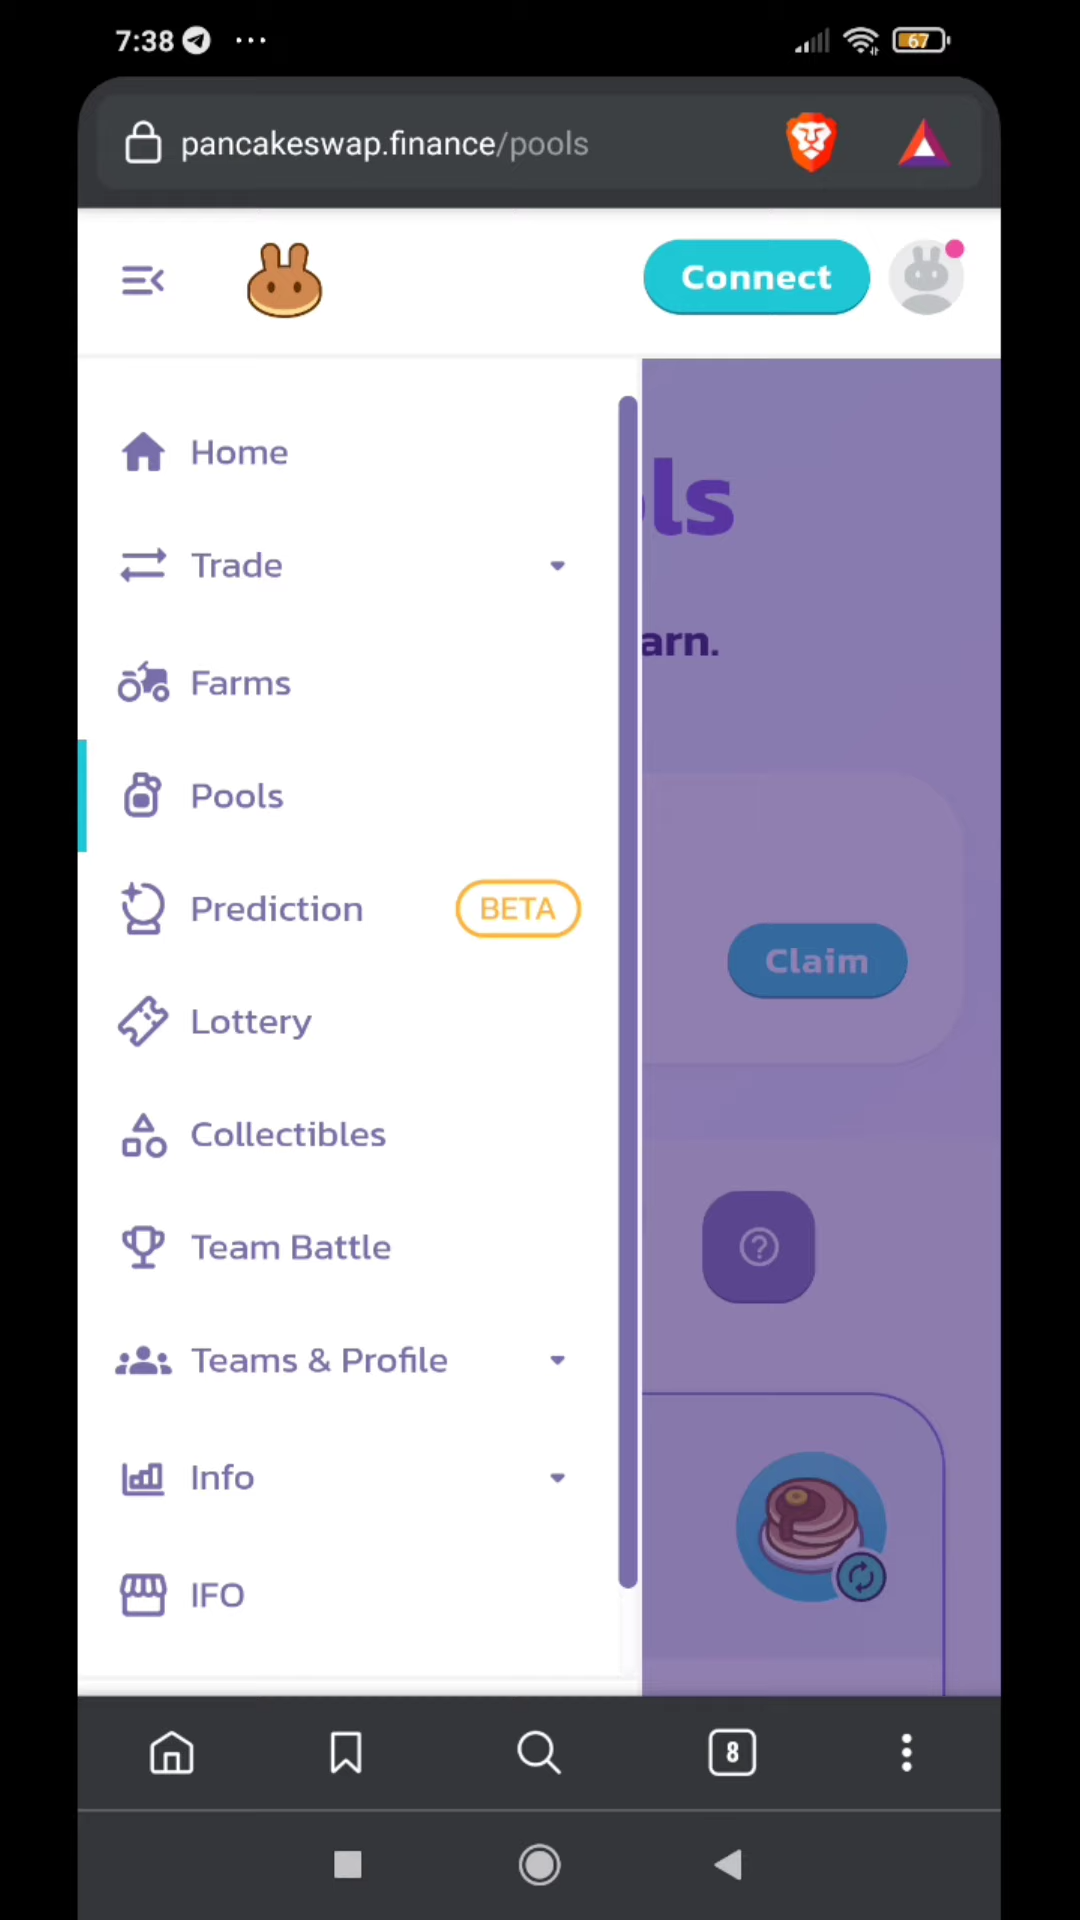 7:38
67
pancakeswap.finance/pools
Connect
Home
ls
Trade
arn.
Farms
Pools
Prediction BETA
Claim
Lottery
Collectibles
Team Battle
?
Teams & Profile
Info
IFO
8